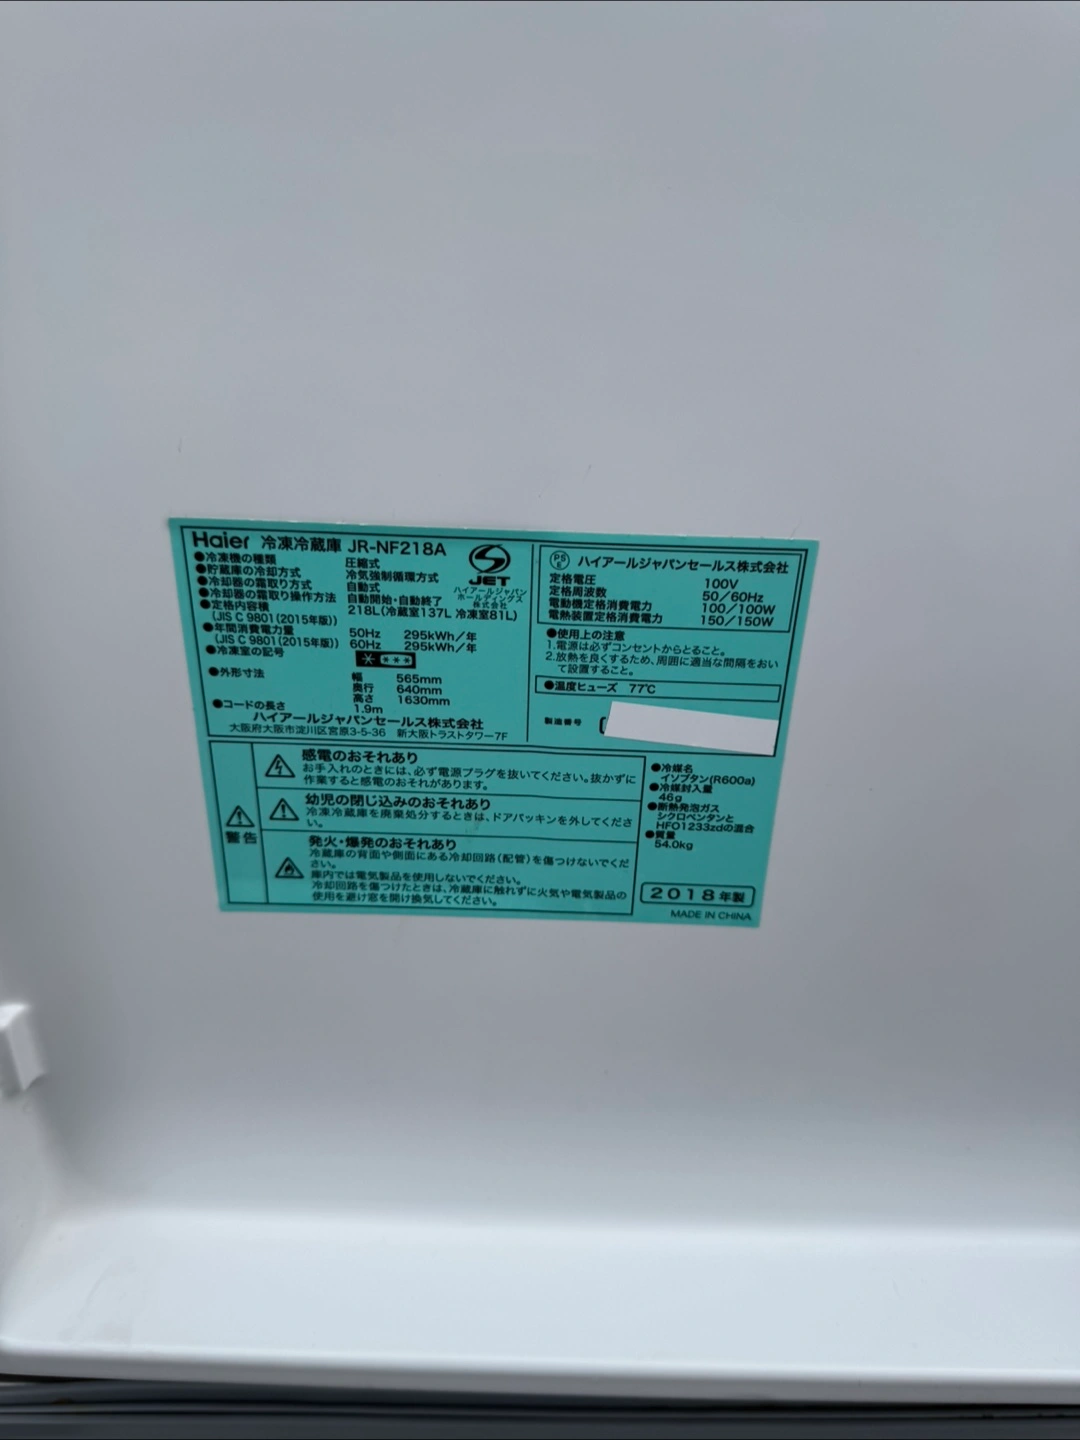 Haier 冷凍冷蔵庫 JR-NF218A
●冷凍機の種類 圧縮式
●貯蔵庫の冷却方式 冷気強制循環方式
●冷却器の霜取り方式 自動式
●冷却器の霜取り操作方法 自動開始・自動終了
●定格内容積 218L(冷蔵室137L 冷凍室81L)
(JIS C 9801(2015年版))
●年間消費電力量 50Hz 295kWh/年
(JIS C 9801(2015年版)) 60Hz 295kWh/年
●冷凍室の記号
●外形寸法 幅 565mm
奥行 640mm
高さ 1630mm
●コードの長さ 1.9m
ハイアールジャパンセールス株式会社
大阪府大阪市淀川区宮原3-5-36 新大阪トラストタワー7F
S
JET
ハイアールジャパン
ホールディングス
株式会社
PS
E
ハイアールジャパンセールス株式会社
定格電圧 100V
定格周波数 50/60Hz
電動機定格消費電力 100/100W
電熱装置定格消費電力 150/150W
●使用上の注意
1.電源は必ずコンセントからとること。
2.放熱を良くするため、周囲に適当な間隔をおい
て設置すること。
●温度ヒューズ 77℃
製造番号
警告
感電のおそれあり
お手入れのときには、必ず電源プラグを抜いてください。抜かずに
作業すると感電のおそれがあります。
幼児の閉じ込みのおそれあり
冷凍冷蔵庫を廃棄処分するときは、ドアパッキンを外してくださ
い。
発火・爆発のおそれあり
冷蔵庫の背面や側面にある冷却回路(配管)を傷つけないでくだ
さい。
庫内では電気製品を使用しないでください。
冷却回路を傷つけたときは、冷蔵庫に触れずに火気や電気製品の
使用を避け窓を開け換気してください。
●冷媒名
イソブタン(R600a)
●冷媒封入量
46g
●断熱発泡ガス
シクロペンタンと
HFO1233zdの混合
●質量
54.0kg
2018年製
MADE IN CHINA